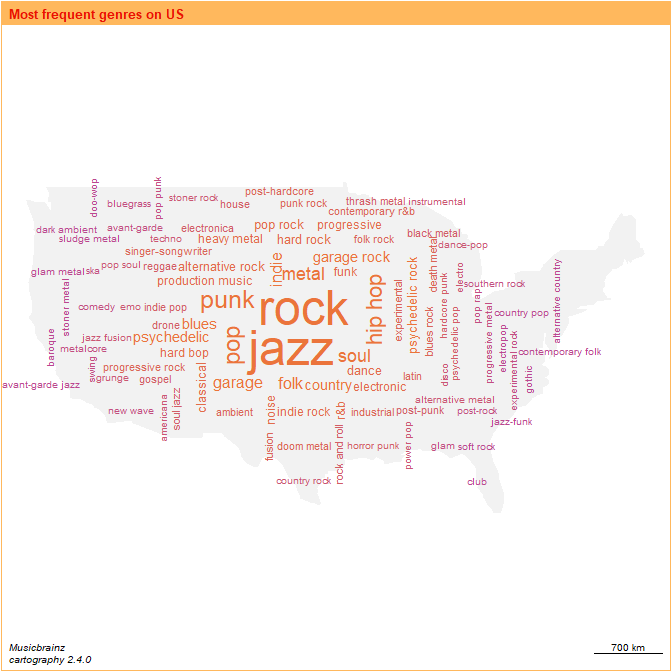 Most frequent genres on US
doo-wop
bluegrass
pop punk
stoner rock
post-hardcore
house
punk rock
thrash metal
instrumental
contemporary r&b
dark ambient
avant-garde
electronica
pop rock
progressive
sludge metal
techno
heavy metal
hard rock
folk rock
black metal
dance-pop
singer-songwriter
garage rock
glam metal
ska
pop soul
reggae
alternative rock
indie
metal
funk
death metal
electro
southern rock
alternative country
production music
stoner metal
comedy
emo
indie pop
punk
rock
hip hop
experimental
psychedelic rock
hardcore punk
pop rap
country pop
drone
blues
baroque
jazz fusion
psychedelic
pop
jazz
soul
blues rock
psychedelic pop
progressive metal
electropop
experimental rock
contemporary folk
metalcore
hard bop
swing
progressive rock
dance
disco
gothic
avant-garde jazz
grunge
gospel
classical
garage
folk
country
electronic
latin
soul jazz
americana
new wave
ambient
noise
indie rock
r&b
industrial
post-punk
alternative metal
post-rock
jazz-funk
fusion
doom metal
rock and roll
horror punk
power pop
glam
soft rock
country rock
club
Musicbrainz
cartography 2.4.0
700 km